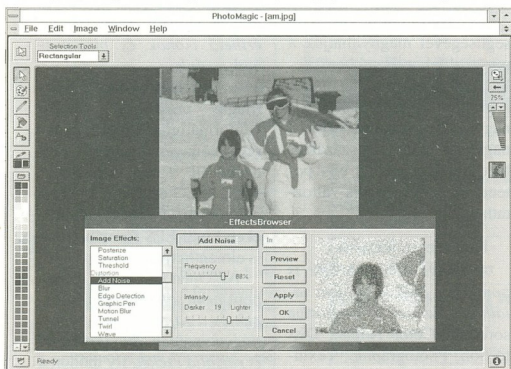 PhotoMagic - [am.jpg]
File Edit Image Window Help
Selection Tools
Rectangular
75%
EffectsBrowser
Image Effects:
Posterize
Saturation
Threshold
Distortion
Add Noise
Blur
Edge Detection
Graphic Pen
Motion Blur
Tunnel
Twirl
Wave
Add Noise
Frequency
88%
Intensity
Darker 19 Lighter
In
Preview
Reset
Apply
OK
Cancel
Ready